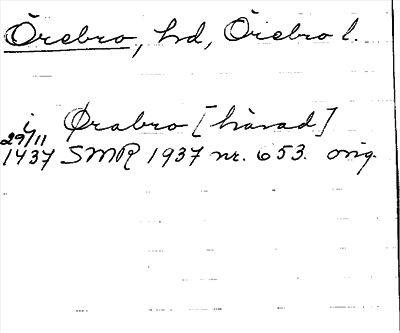 Örebro, hd, Örebro l.
i Ørabro [härad]
29/11
1437 SMR 1937 nr. 653. orig.